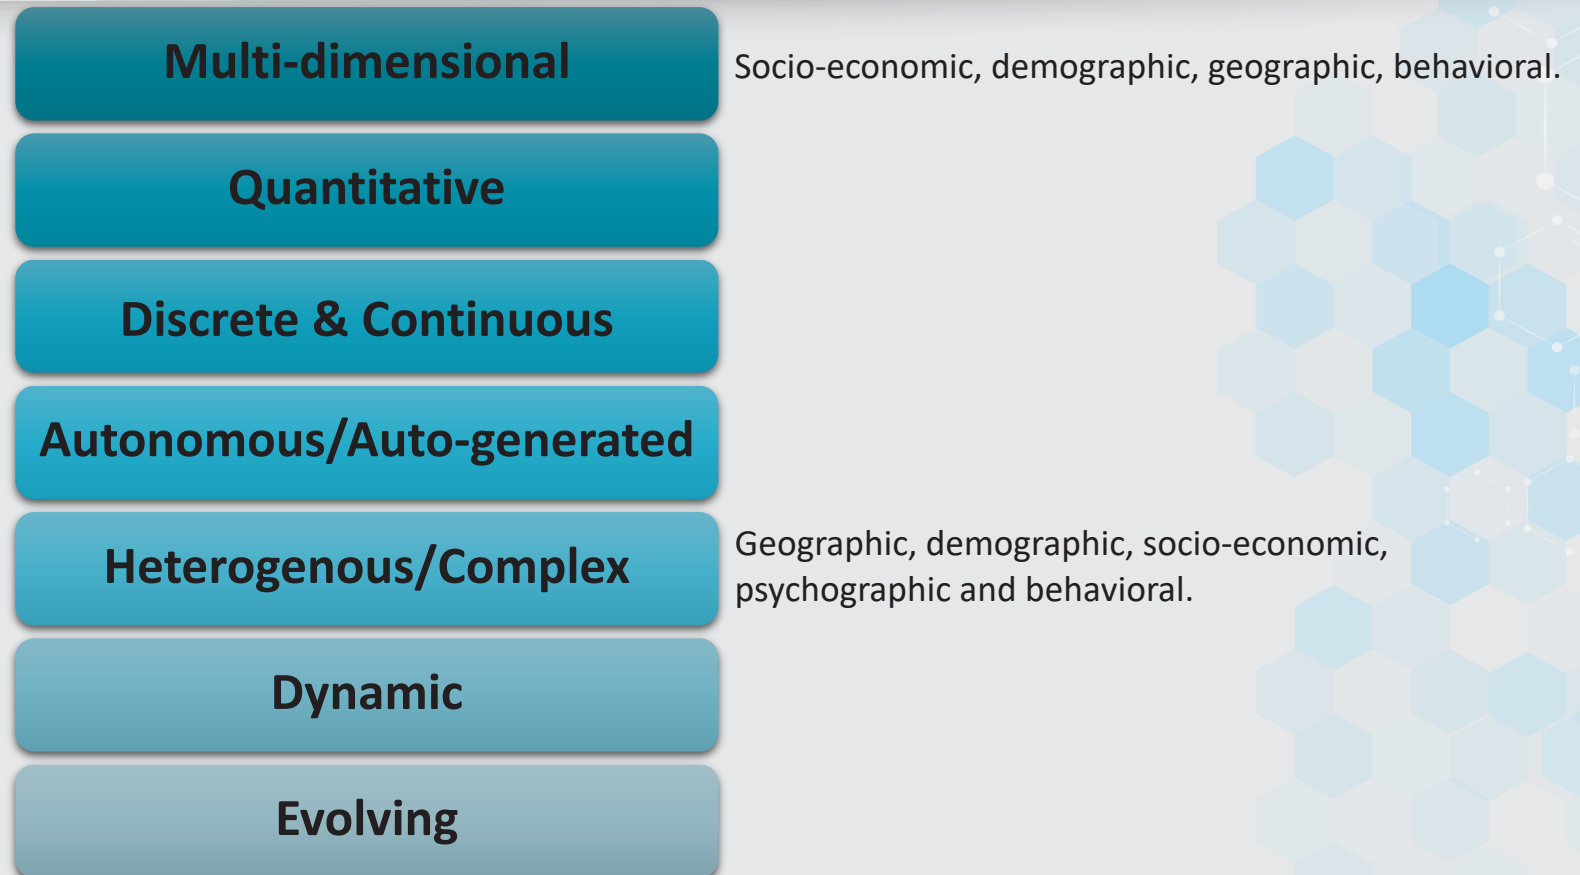 Multi-dimensional
Socio-economic, demographic, geographic, behavioral.
Quantitative
Discrete & Continuous
Autonomous/Auto-generated
Heterogenous/Complex
Geographic, demographic, socio-economic,
psychographic and behavioral.
Dynamic
Evolving